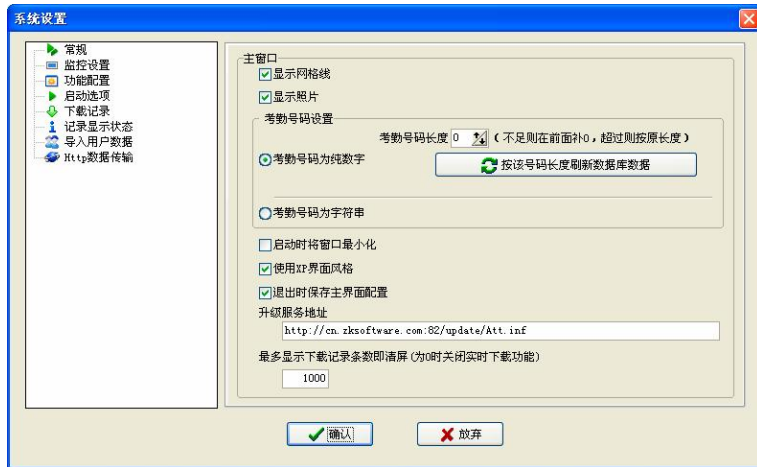 系统设置
常规
监控设置
功能配置
启动选项
下载记录
记录显示状态
导入用户数据
Http数据传输
主窗口
显示网格线
显示照片
考勤号码设置
考勤号码长度 0 （不足则在前面补0，超过则按原长度）
考勤号码为纯数字
按该号码长度刷新数据库数据
考勤号码为字符串
启动时将窗口最小化
使用XP界面风格
退出时保存主界面配置
升级服务地址
http://cn.zksoftware.com:82/update/Att.inf
最多显示下载记录条数即清屏(为0时关闭实时下载功能)
1000
确认 放弃